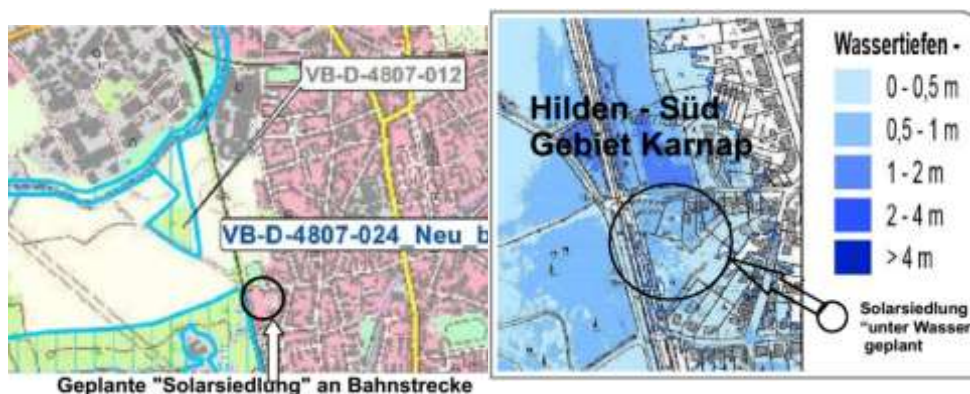 VB-D-4807-012
VB-D-4807-024_Neu_b
Geplante "Solarsiedlung" an Bahnstrecke
Hilden - Süd
Gebiet Karnap
Wassertiefen -
0 - 0,5 m
0,5 - 1 m
1 - 2 m
2 - 4 m
> 4 m
Solarsiedlung
"unter Wasser
geplant